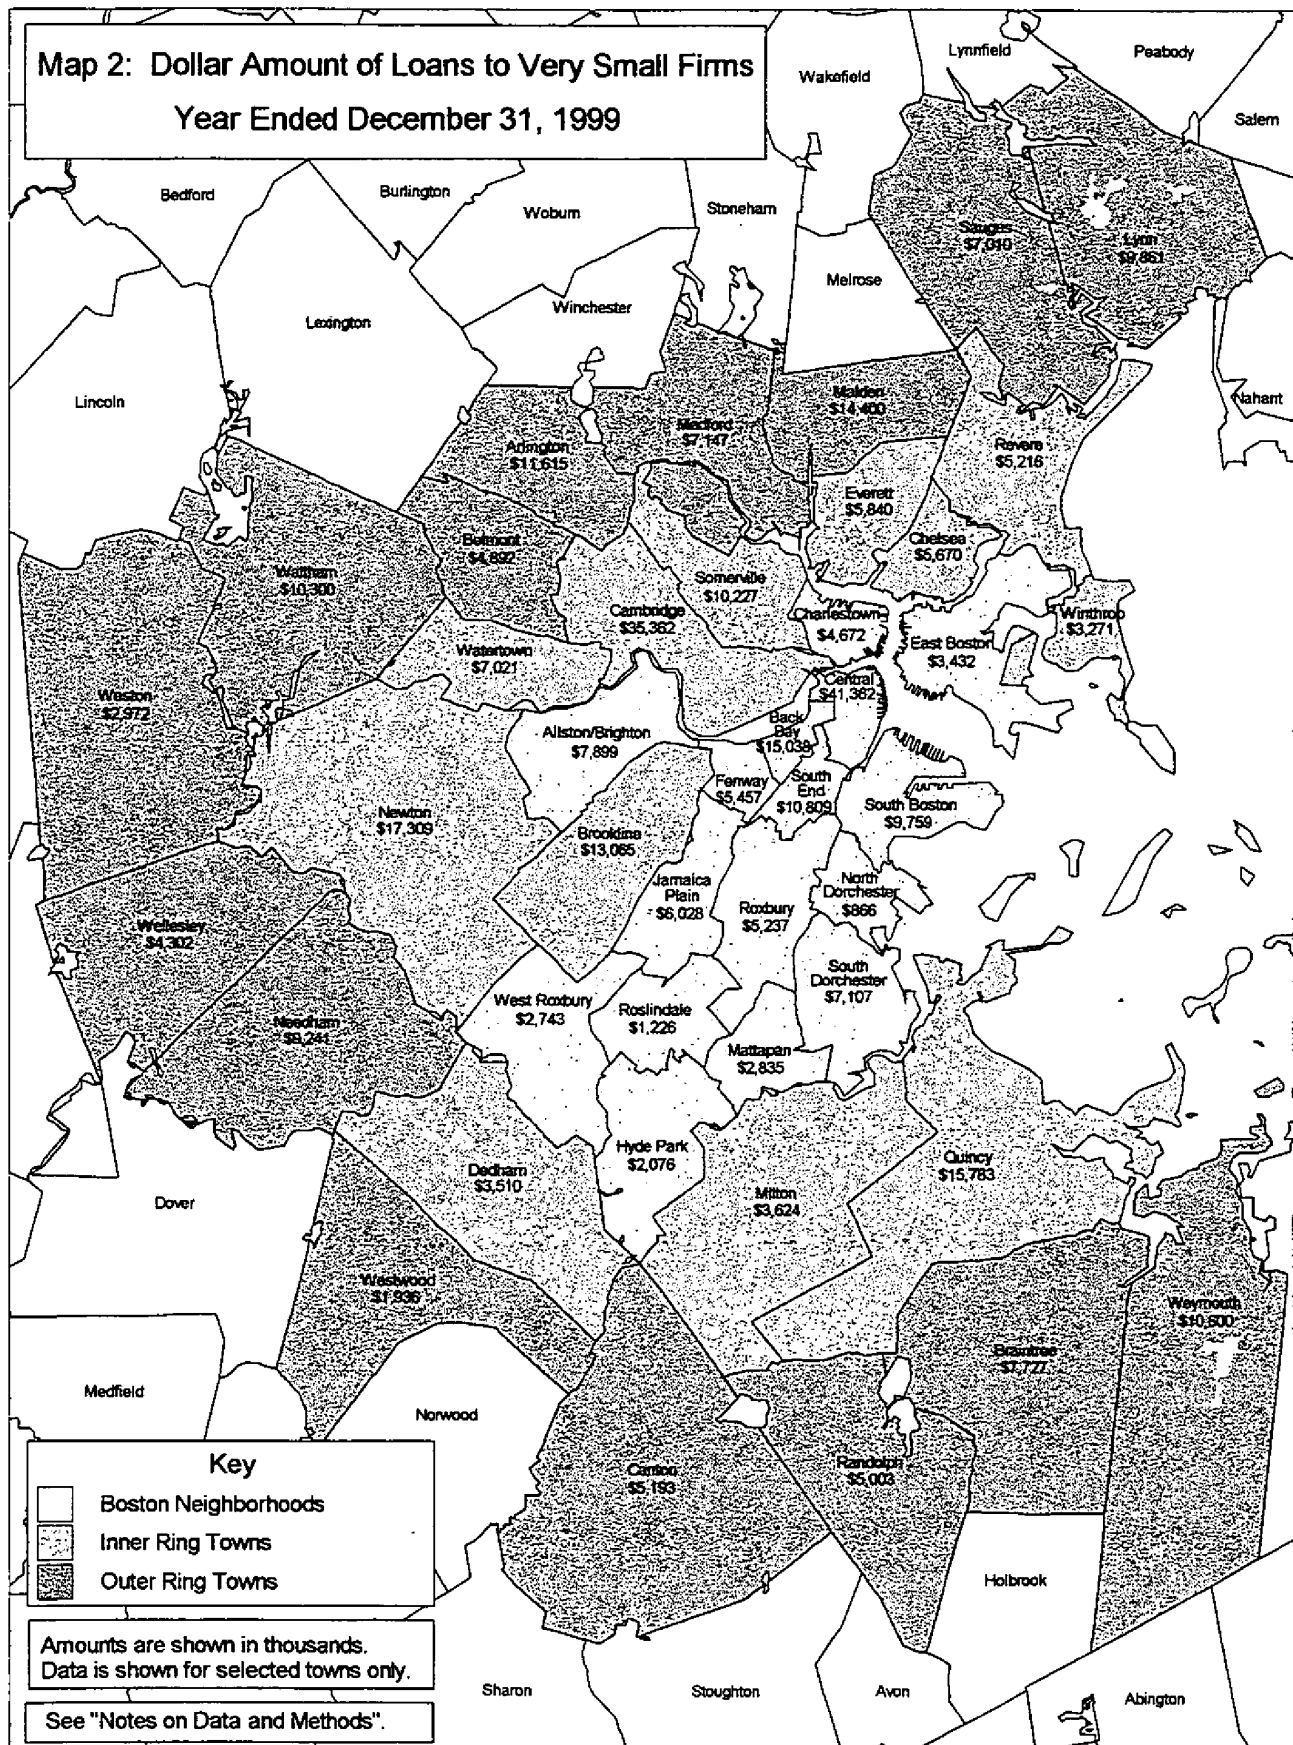 Map 2: Dollar Amount of Loans to Very Small Firms
Year Ended December 31, 1999
Lynnfield
Peabody
Wakefield
Salem
Bedford
Burlington
Woburn
Stoneham
Saugus
$7,010
Lynn
$9,861
Melrose
Winchester
Lexington
Lincoln
Nahant
Malden
$14,400
Medford
$7,147
Arlington
$11,615
Revere
$5,216
Everett
$5,840
Chelsea
$5,670
Belmont
$4,892
Waltham
$10,300
Somerville
$10,227
Cambridge
$35,362
Charlestown
$4,672
Winthrop
$3,271
East Boston
$3,432
Watertown
$7,021
Central
$41,382
Weston
$2,972
Back
Bay
$15,038
Allston/Brighton
$7,899
Fenway
$5,457
South
End
$10,809
South Boston
$9,759
Newton
$17,309
Brookline
$13,065
Jamaica
Plain
$6,028
North
Dorchester
$866
Roxbury
$5,237
Wellesley
$4,302
South
Dorchester
$7,107
West Roxbury
$2,743
Roslindale
$1,226
Needham
Mattapan
$2,835
Hyde Park
$2,076
Dedham
$3,510
Quincy
$15,783
Milton
$3,624
Dover
Westwood
$1,936
Weymouth
$10,600
Braintree
$7,727
Medfield
Norwood
Canton
$5,193
Randolph
$5,003
Key
Boston Neighborhoods
Inner Ring Towns
Outer Ring Towns
Holbrook
Amounts are shown in thousands.
Data is shown for selected towns only.
Sharon
Stoughton
Avon
Abington
See "Notes on Data and Methods".